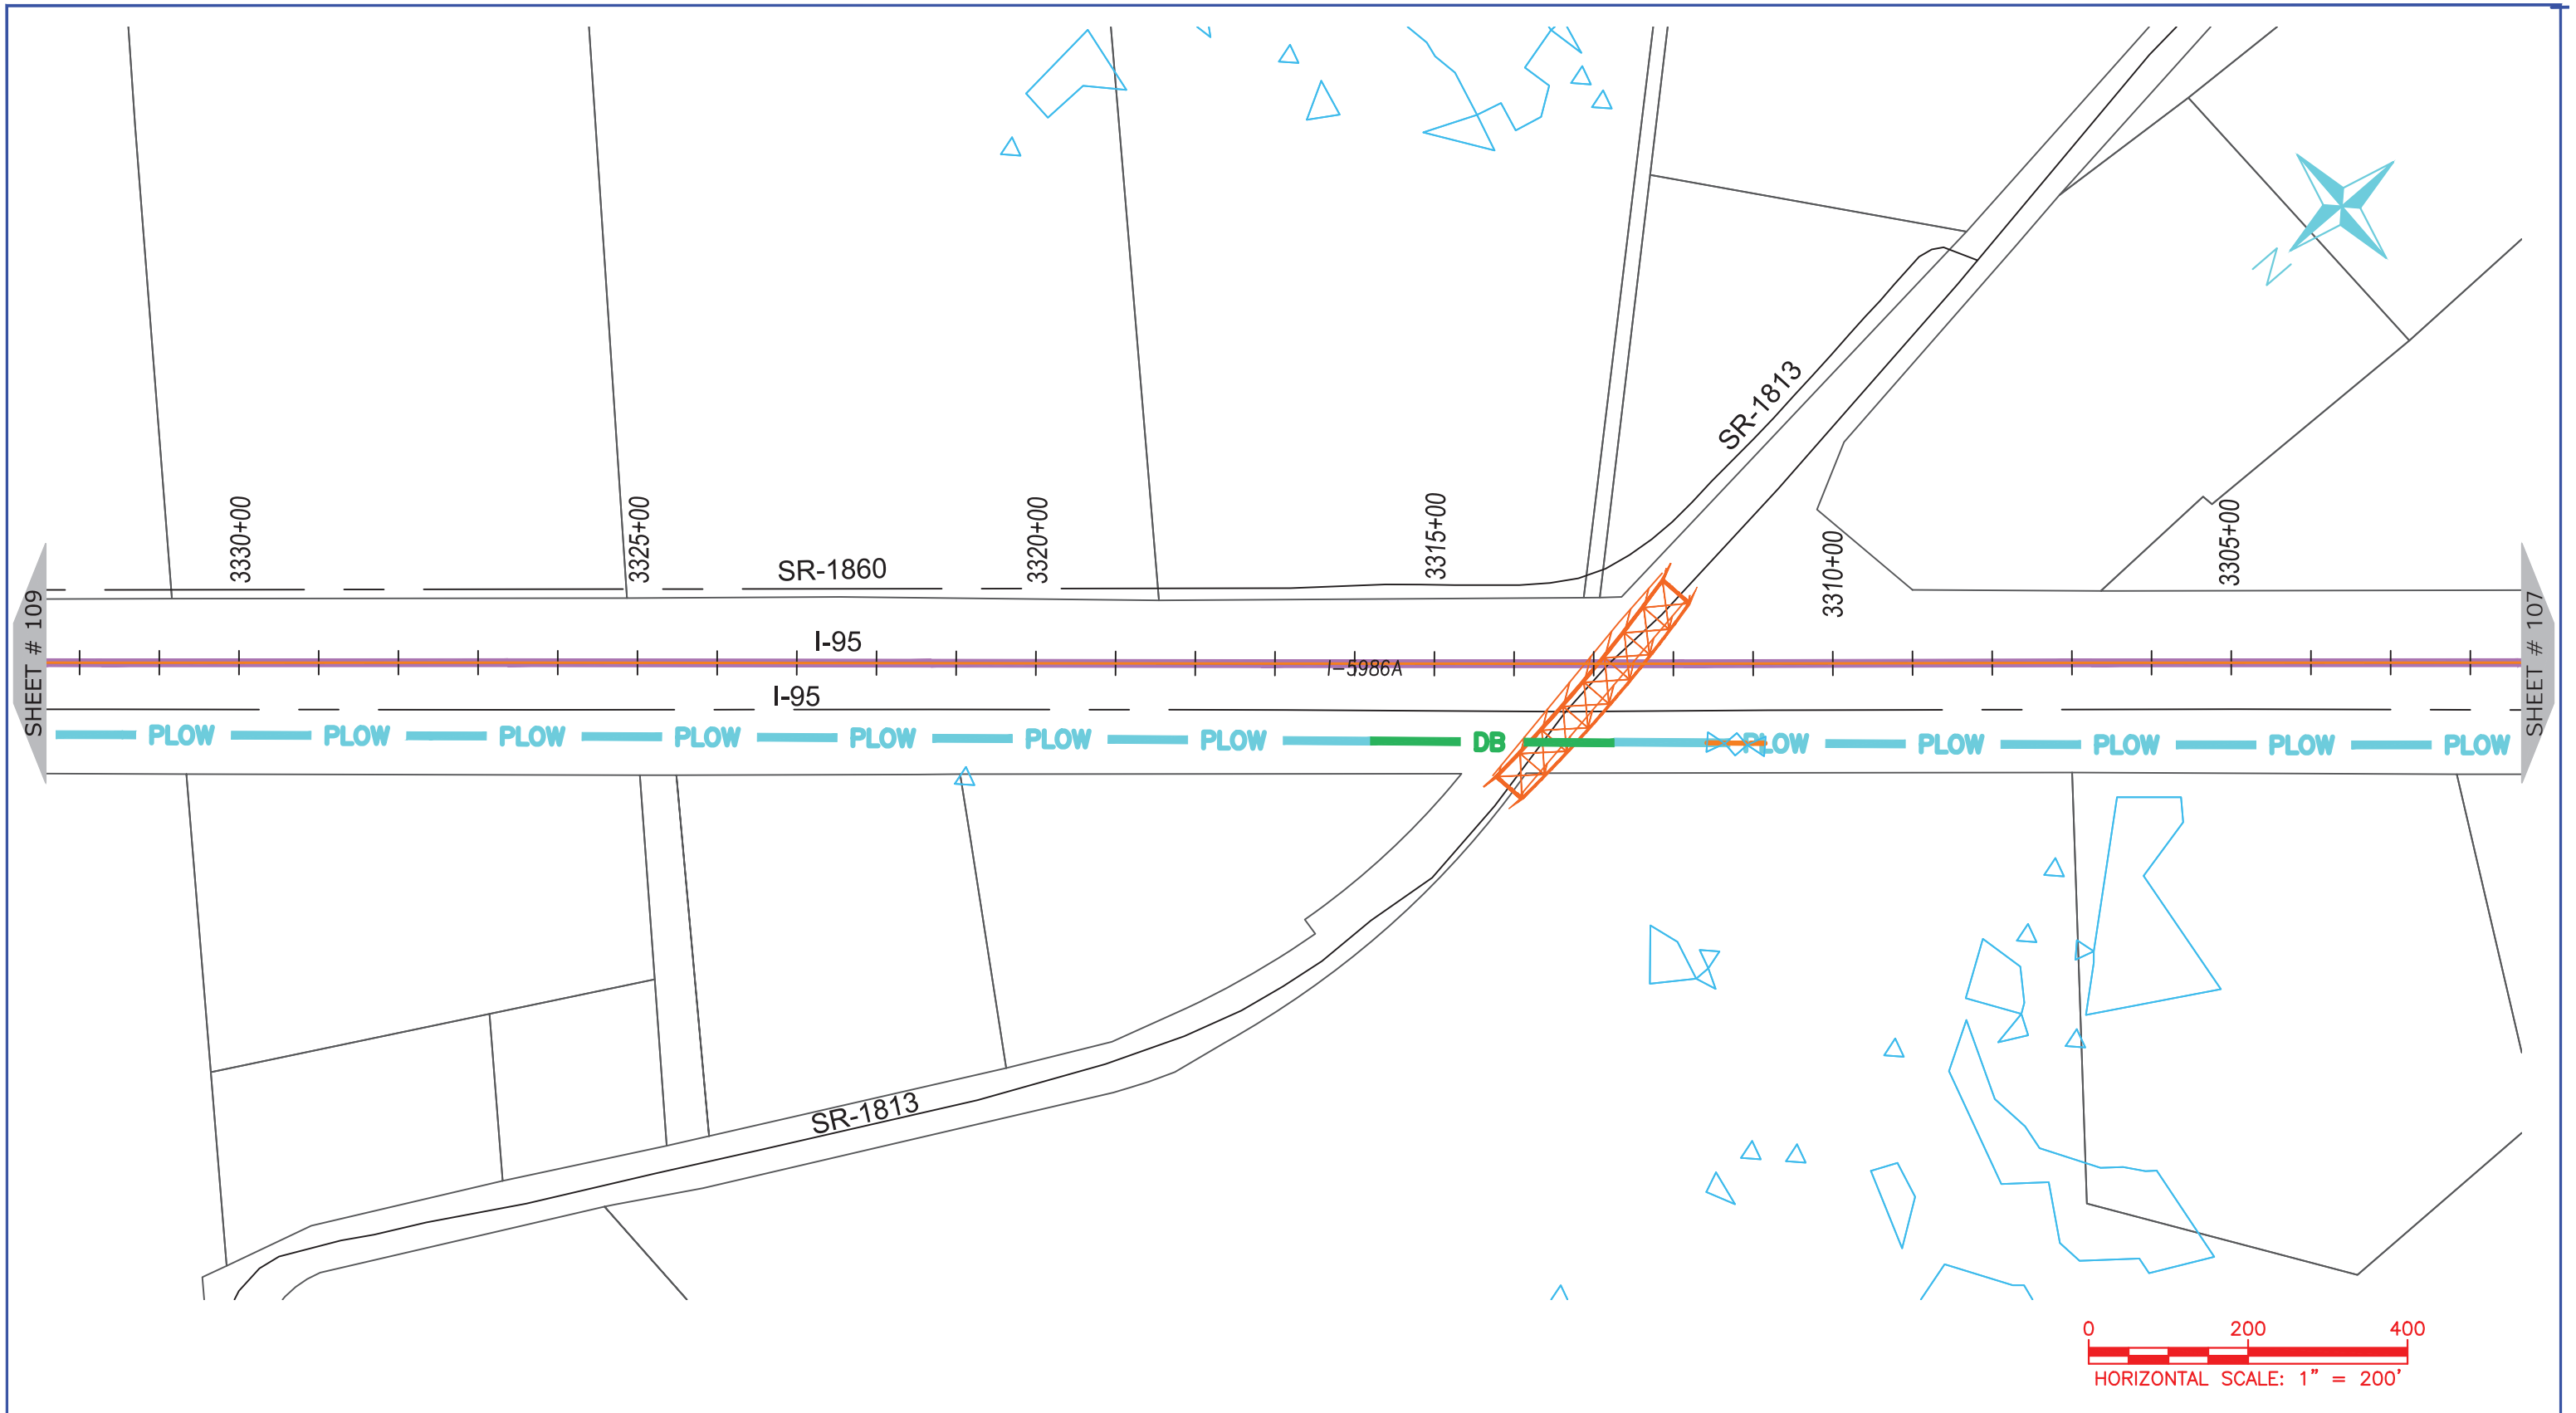 N
SR-1813
3330+00
3325+00
3320+00
3315+00
3310+00
3305+00
SR-1860
SHEET # 109
SHEET # 107
I-95
I-5986A
I-95
PLOW PLOW PLOW PLOW PLOW PLOW PLOW DB PLOW PLOW PLOW PLOW PLOW
SR-1813
0 200 400
HORIZONTAL SCALE: 1" = 200'